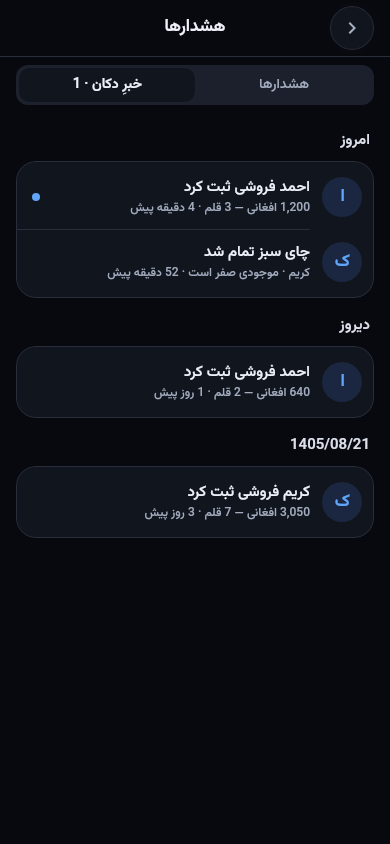 هشدارها
هشدارها
خبرِ دکان · 1
امروز
ا
احمد فروشی ثبت کرد
1,200 افغانی — 3 قلم · 4 دقیقه پیش
ک
چای سبز تمام شد
کریم · موجودی صفر است · 52 دقیقه پیش
دیروز
ا
احمد فروشی ثبت کرد
640 افغانی — 2 قلم · 1 روز پیش
1405/08/21
ک
کریم فروشی ثبت کرد
3,050 افغانی — 7 قلم · 3 روز پیش